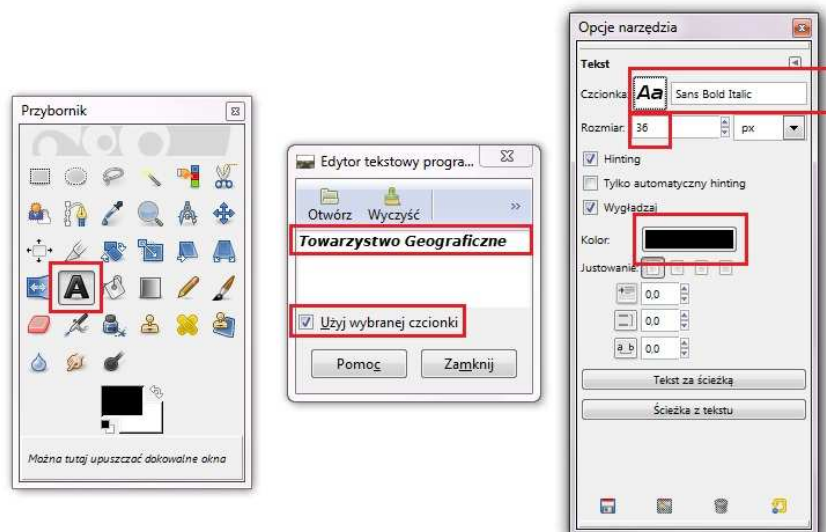 Przybornik
A
Można tutaj upuszczać dokowalne okna
Edytor tekstowy progra...
Otwórz Wyczyść »
Towarzystwo Geograficzne
Użyj wybranej czcionki
Pomoc Zamknij
Opcje narzędzia
Tekst
Czcionka: Aa Sans Bold Italic
Rozmiar: 36 px
Hinting
Tylko automatyczny hinting
Wygładzaj
Kolor:
Justowanie:
0,0
0,0
a_b 0,0
Tekst za ścieżką
Ścieżka z tekstu